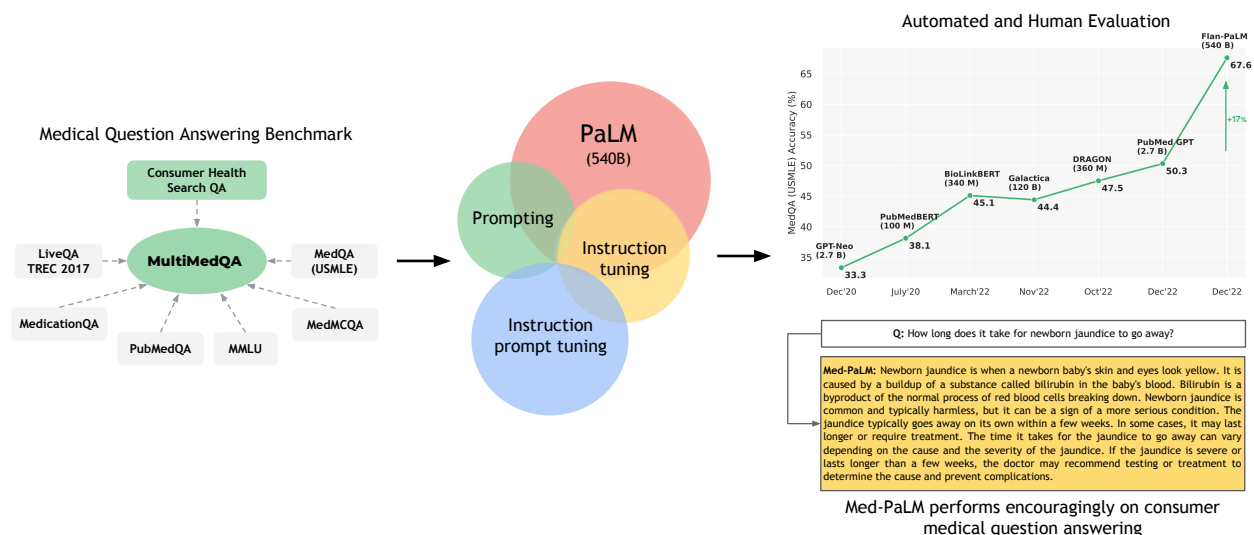 Medical Question Answering Benchmark
Consumer Health
Search QA
MultiMedQA
LiveQA
TREC 2017
MedQA
(USMLE)
MedicationQA
PubMedQA
MMLU
MedMCQA
PaLM
(540B)
Prompting
Instruction
tuning
Instruction
prompt tuning
Automated and Human Evaluation
MedQA (USMLE) Accuracy (%)
65
60
55
50
45
40
35
GPT-Neo
(2.7 B)
33.3
PubMedBERT
(100 M)
38.1
BioLinkBERT
(340 M)
45.1
Galactica
(120 B)
44.4
DRAGON
(360 M)
47.5
PubMed GPT
(2.7 B)
50.3
Flan-PaLM
(540 B)
67.6
+17%
Dec'20
July'20
March'22
Nov'22
Oct'22
Dec'22
Dec'22
Q: How long does it take for newborn jaundice to go away?
Med-PaLM: Newborn jaundice is when a newborn baby's skin and eyes look yellow. It is
caused by a buildup of a substance called bilirubin in the baby's blood. Bilirubin is a
byproduct of the normal process of red blood cells breaking down. Newborn jaundice is
common and typically harmless, but it can be a sign of a more serious condition. The
jaundice typically goes away on its own within a few weeks. In some cases, it may last
longer or require treatment. The time it takes for the jaundice to go away can vary
depending on the cause and the severity of the jaundice. If the jaundice is severe or
lasts longer than a few weeks, the doctor may recommend testing or treatment to
determine the cause and prevent complications.
Med-PaLM performs encouragingly on consumer
medical question answering